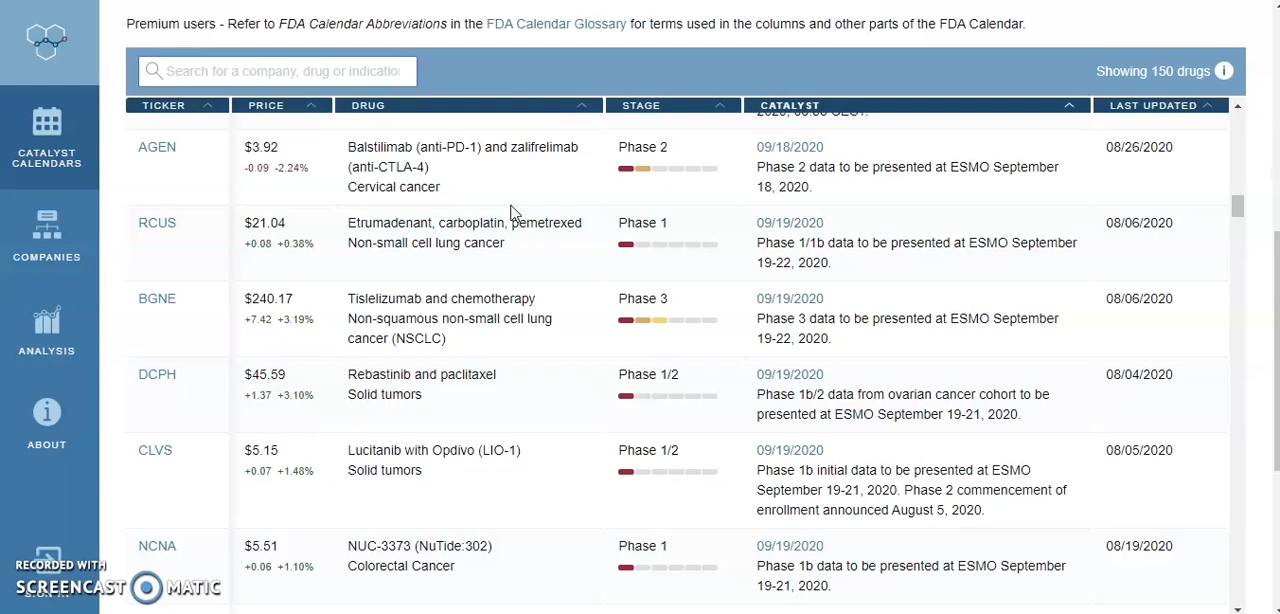 Premium users - Refer to FDA Calendar Abbreviations in the FDA Calendar Glossary for terms used in the columns and other parts of the FDA Calendar.
Search for a company, drug or indicatio
Showing 150 drugs i
TICKER PRICE DRUG STAGE CATALYST LAST UPDATED
AGEN $3.92 Balstilimab (anti-PD-1) and zalifrelimab Phase 2 09/18/2020 08/26/2020
-0.09 -2.24% (anti-CTLA-4) Phase 2 data to be presented at ESMO September
Cervical cancer 18, 2020.
RCUS $21.04 Etrumadenant, carboplatin, pemetrexed Phase 1 09/19/2020 08/06/2020
+0.08 +0.38% Non-small cell lung cancer Phase 1/1b data to be presented at ESMO September
19-22, 2020.
BGNE $240.17 Tislelizumab and chemotherapy Phase 3 09/19/2020 08/06/2020
+7.42 +3.19% Non-squamous non-small cell lung Phase 3 data to be presented at ESMO September
cancer (NSCLC) 19-22, 2020.
DCPH $45.59 Rebastinib and paclitaxel Phase 1/2 09/19/2020 08/04/2020
+1.37 +3.10% Solid tumors Phase 1b/2 data from ovarian cancer cohort to be
presented at ESMO September 19-21, 2020.
CLVS $5.15 Lucitanib with Opdivo (LIO-1) Phase 1/2 09/19/2020 08/05/2020
+0.07 +1.48% Solid tumors Phase 1b initial data to be presented at ESMO
September 19-21, 2020. Phase 2 commencement of
enrollment announced August 5, 2020.
NCNA $5.51 NUC-3373 (NuTide:302) Phase 1 09/19/2020 08/19/2020
+0.06 +1.10% Colorectal Cancer Phase 1b data to be presented at ESMO September
19-21, 2020.
CATALYST
CALENDARS
COMPANIES
ANALYSIS
ABOUT
RECORDED WITH
SCREENCAST MATIC